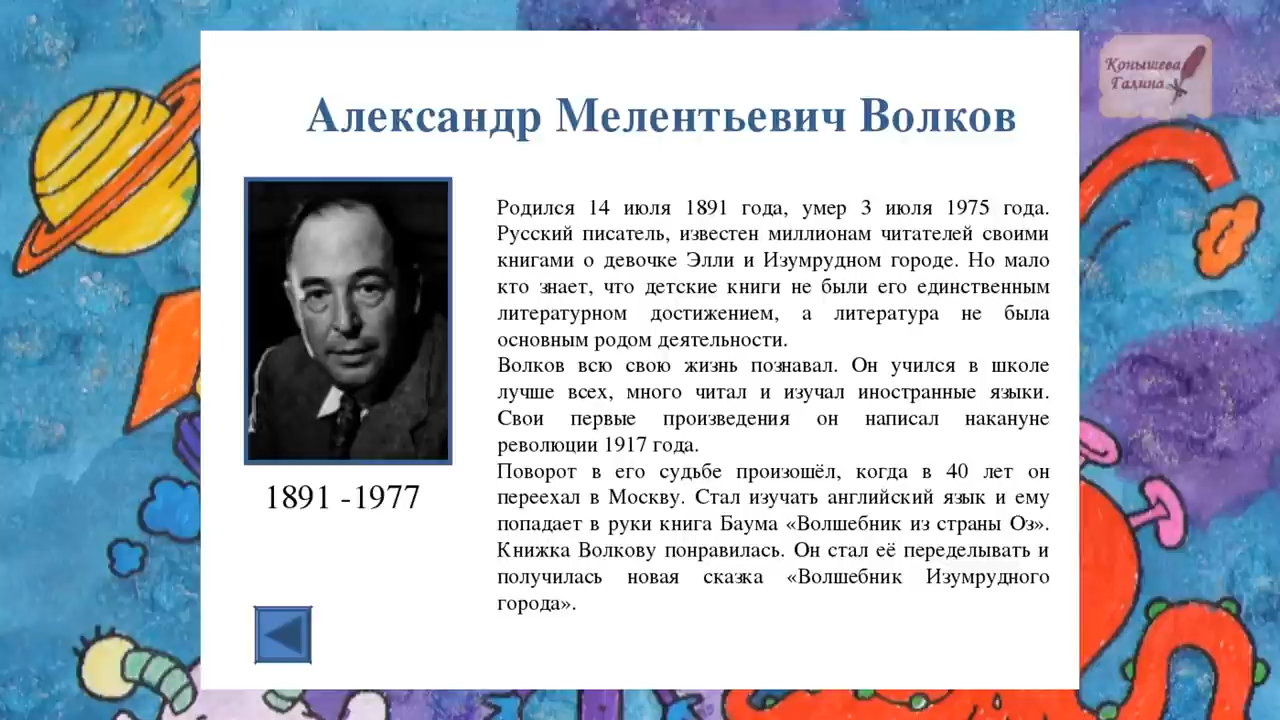 Конышева
Галина
Александр Мелентьевич Волков
Родился 14 июля 1891 года, умер 3 июля 1975 года.
Русский писатель, известен миллионам читателей своими
книгами о девочке Элли и Изумрудном городе. Но мало
кто знает, что детские книги не были его единственным
литературном достижением, а литература не была
основным родом деятельности.
Волков всю свою жизнь познавал. Он учился в школе
лучше всех, много читал и изучал иностранные языки.
Свои первые произведения он написал накануне
революции 1917 года.
Поворот в его судьбе произошёл, когда в 40 лет он
переехал в Москву. Стал изучать английский язык и ему
попадает в руки книга Баума «Волшебник из страны Оз».
Книжка Волкову понравилась. Он стал её переделывать и
получилась новая сказка «Волшебник Изумрудного
города».
1891 -1977